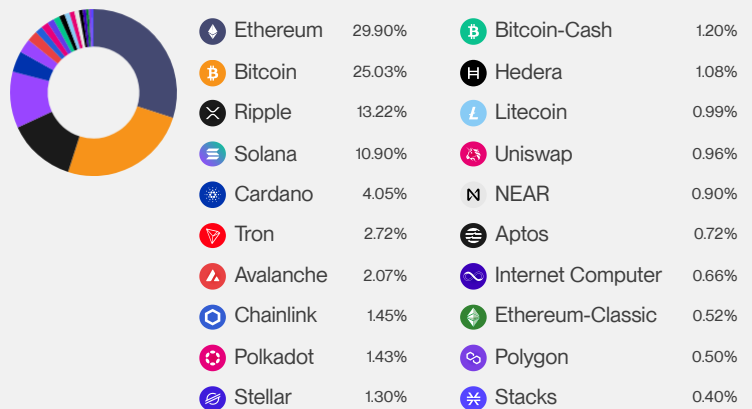 Ethereum 29.90%
Bitcoin 25.03%
Ripple 13.22%
Solana 10.90%
Cardano 4.05%
Tron 2.72%
Avalanche 2.07%
Chainlink 1.45%
Polkadot 1.43%
Stellar 1.30%
Bitcoin-Cash 1.20%
Hedera 1.08%
Litecoin 0.99%
Uniswap 0.96%
NEAR 0.90%
Aptos 0.72%
Internet Computer 0.66%
Ethereum-Classic 0.52%
Polygon 0.50%
Stacks 0.40%